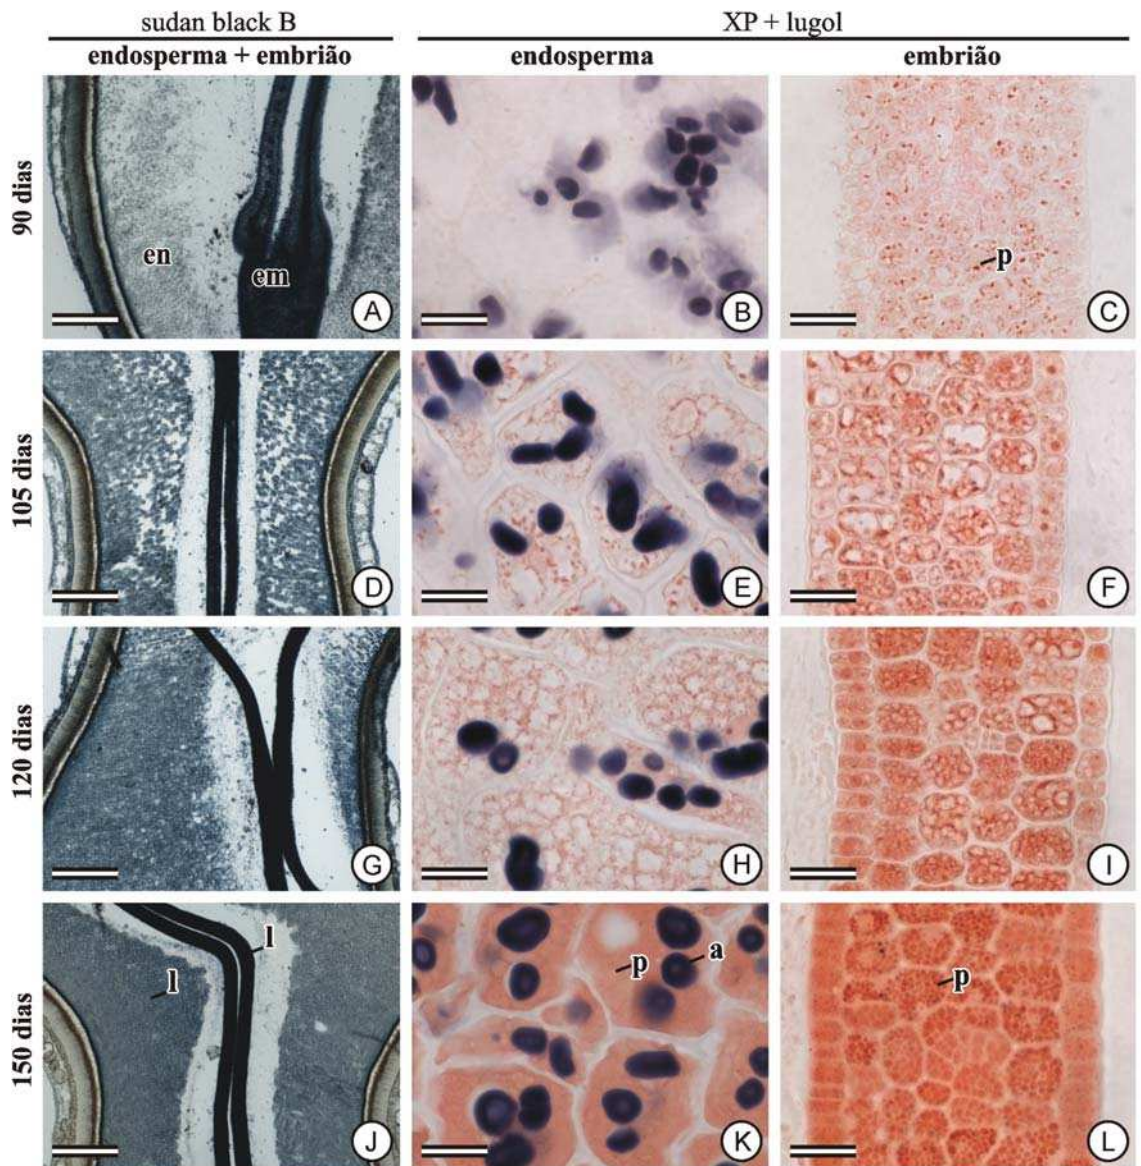 sudan black B
XP + lugol
endosperma + embrião
endosperma
embrião
90 dias
en
em
A
B
p
C
105 dias
D
E
F
120 dias
G
H
I
150 dias
l
l
J
p
a
K
p
L